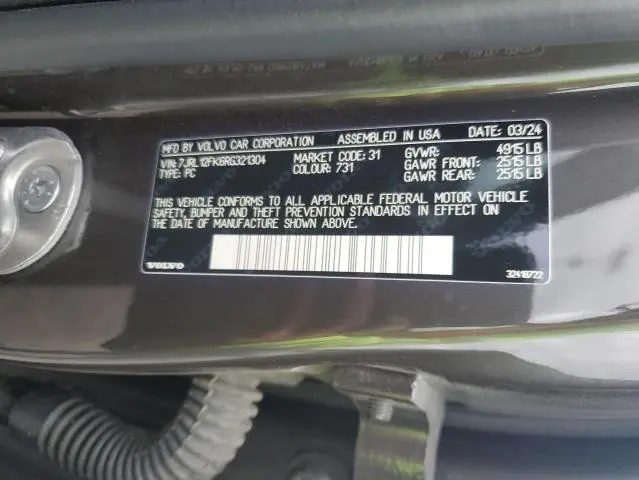 MFD BY VOLVO CAR CORPORATION ASSEMBLED IN USA DATE: 03/24
VIN: 7JRL12FK6RG321304 MARKET CODE: 31 GVWR: 4915 LB
TYPE: PC COLOUR: 731 GAWR FRONT: 2515 LB
GAWR REAR: 2515 LB
THIS VEHICLE CONFORMS TO ALL APPLICABLE FEDERAL MOTOR VEHICLE
SAFETY, BUMPER AND THEFT PREVENTION STANDARDS IN EFFECT ON
THE DATE OF MANUFACTURE SHOWN ABOVE.
VOLVO 32418722